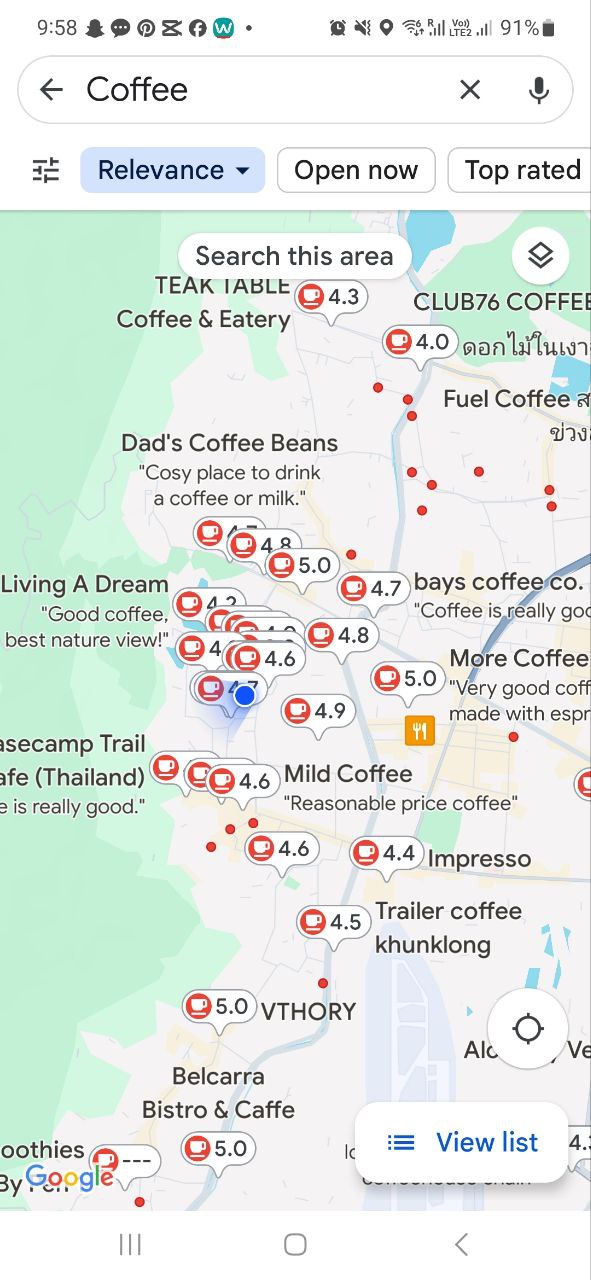 9:58
R
Vo))
LTE2
91%
Coffee
Relevance
Open now
Top rated
Search this area
TEAK TABLE
Coffee & Eatery
4.3
CLUB76 COFFEE
4.0
ดอกไม้ในเงา
Fuel Coffee ส
ช่วง
Dad's Coffee Beans
"Cosy place to drink
a coffee or milk."
4.7
4.8
5.0
Living A Dream
"Good coffee,
best nature view!"
4.2
4.7
bays coffee co.
"Coffee is really goo
4.8
4.6
5.0
More Coffee
"Very good coff
made with espr
4.7
4.9
asecamp Trail
afe (Thailand)
e is really good."
4.6
Mild Coffee
"Reasonable price coffee"
4.6
4.4
Impresso
4.5
Trailer coffee
khunklong
5.0
VTHORY
Belcarra
Bistro & Caffe
5.0
oothies
By
---
Google
View list
4.3